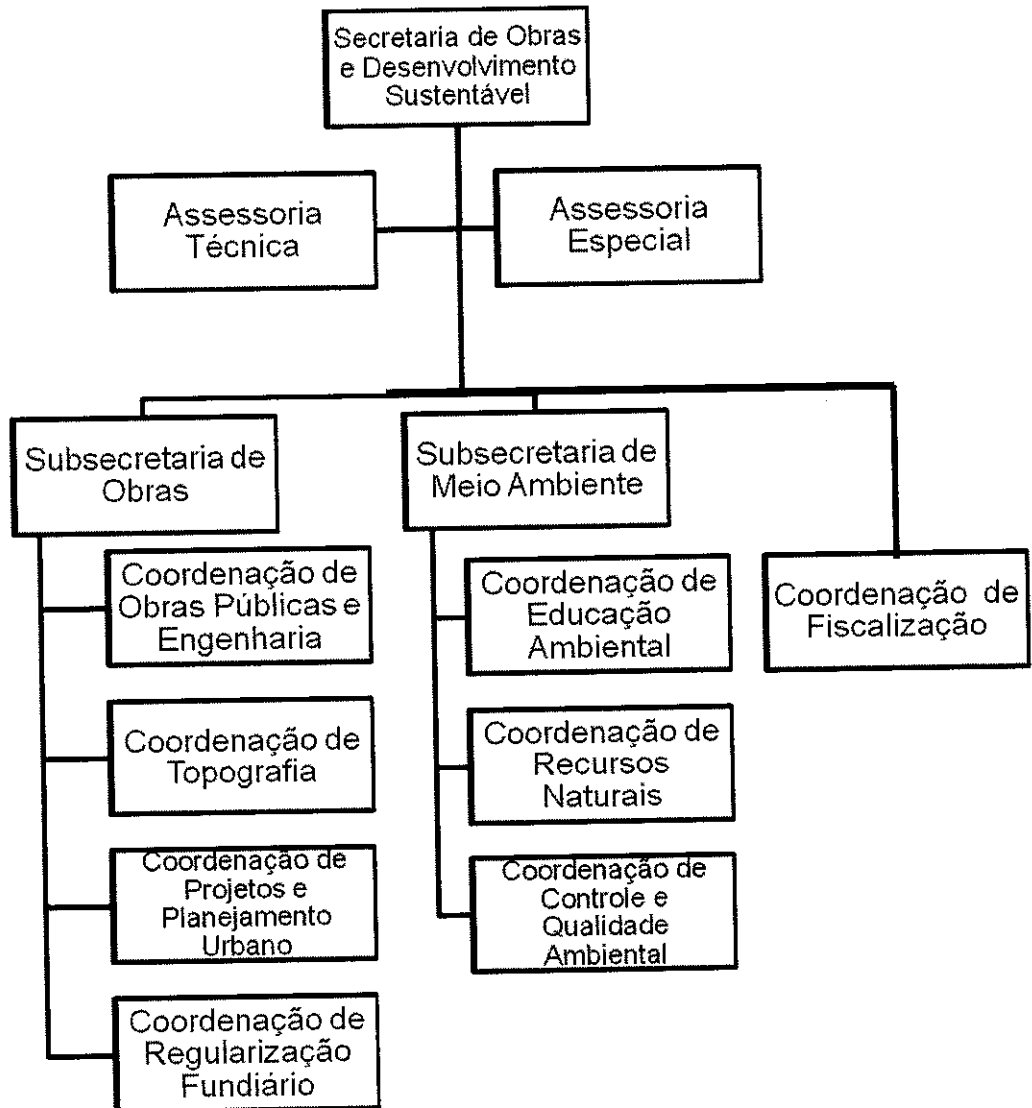 Secretaria de Obras
e Desenvolvimento
Sustentável
Assessoria
Técnica
Assessoria
Especial
Subsecretaria de
Obras
Subsecretaria de
Meio Ambiente
Coordenação de
Obras Públicas e
Engenharia
Coordenação de
Educação
Ambiental
Coordenação de
Fiscalização
Coordenação de
Topografia
Coordenação de
Recursos
Naturais
Coordenação de
Projetos e
Planejamento
Urbano
Coordenação de
Controle e
Qualidade
Ambiental
Coordenação de
Regularização
Fundiário